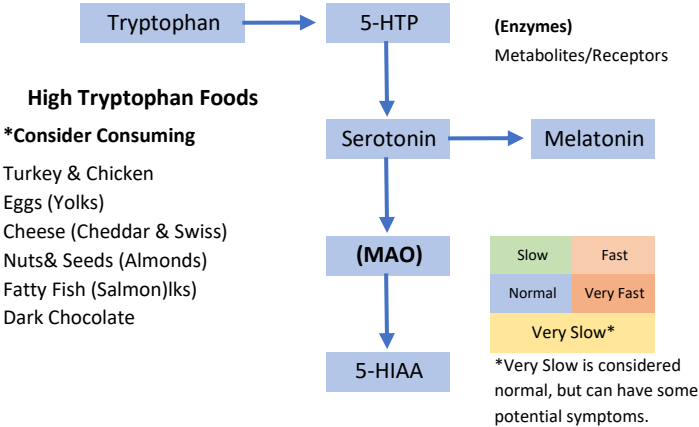 Tryptophan
5-HTP
(Enzymes)
Metabolites/Receptors
High Tryptophan Foods
*Consider Consuming
Turkey & Chicken
Eggs (Yolks)
Cheese (Cheddar & Swiss)
Nuts& Seeds (Almonds)
Fatty Fish (Salmon)lks)
Dark Chocolate
Serotonin
Melatonin
(MAO)
5-HIAA
Slow
Fast
Normal
Very Fast
Very Slow*
*Very Slow is considered
normal, but can have some
potential symptoms.